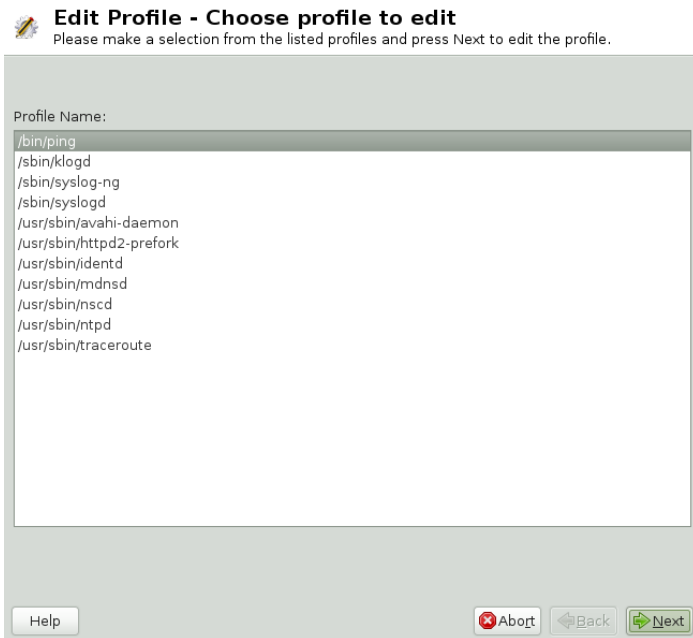 Edit Profile - Choose profile to edit
Please make a selection from the listed profiles and press Next to edit the profile.
Profile Name:
/bin/ping
/sbin/klogd
/sbin/syslog-ng
/sbin/syslogd
/usr/sbin/avahi-daemon
/usr/sbin/httpd2-prefork
/usr/sbin/identd
/usr/sbin/mdnsd
/usr/sbin/nscd
/usr/sbin/ntpd
/usr/sbin/traceroute
Help Abort Back Next